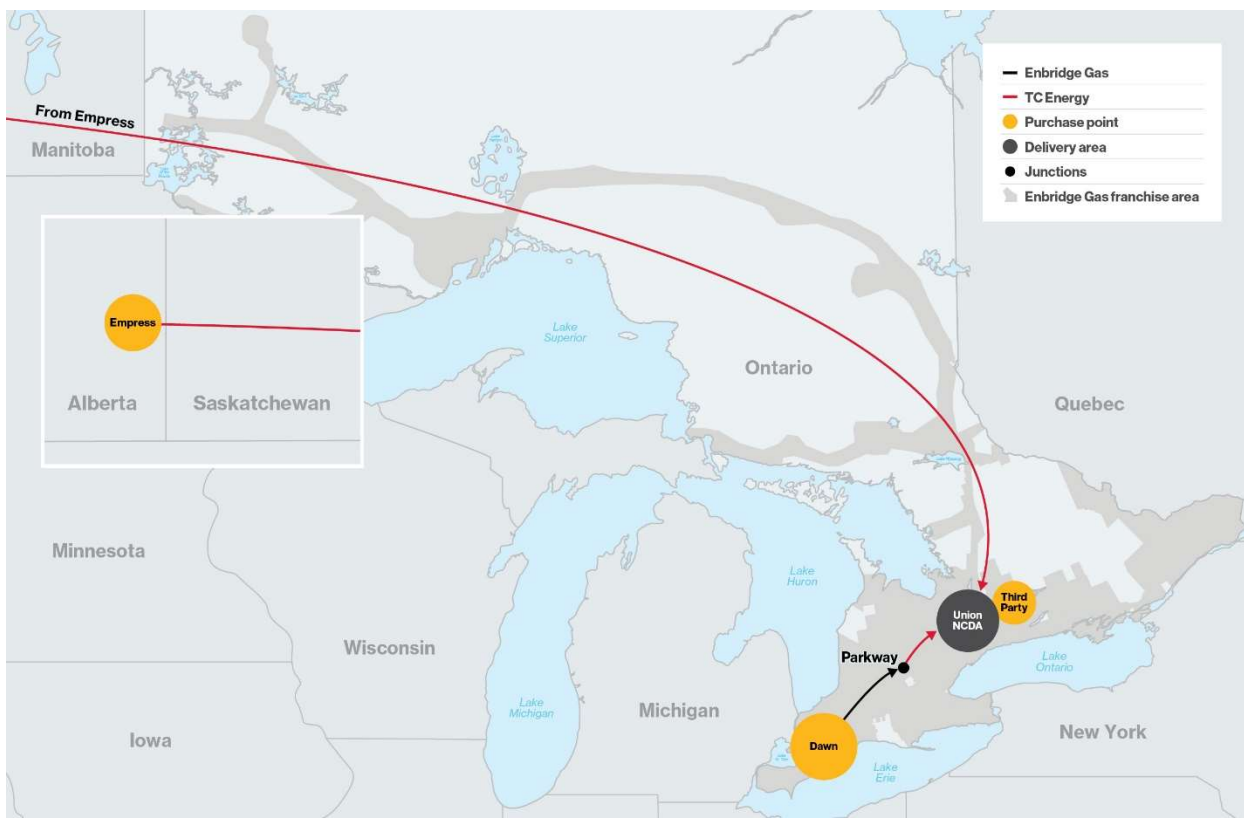 Enbridge Gas
TC Energy
Purchase point
Delivery area
Junctions
Enbridge Gas franchise area
From Empress
Manitoba
Empress
Alberta
Saskatchewan
Lake
Superior
Ontario
Quebec
Minnesota
Wisconsin
Iowa
Lake
Michigan
Michigan
Lake
Huron
Third
Party
Union
NCDA
Parkway
Lake
Ontario
Dawn
Lake
Erie
New York